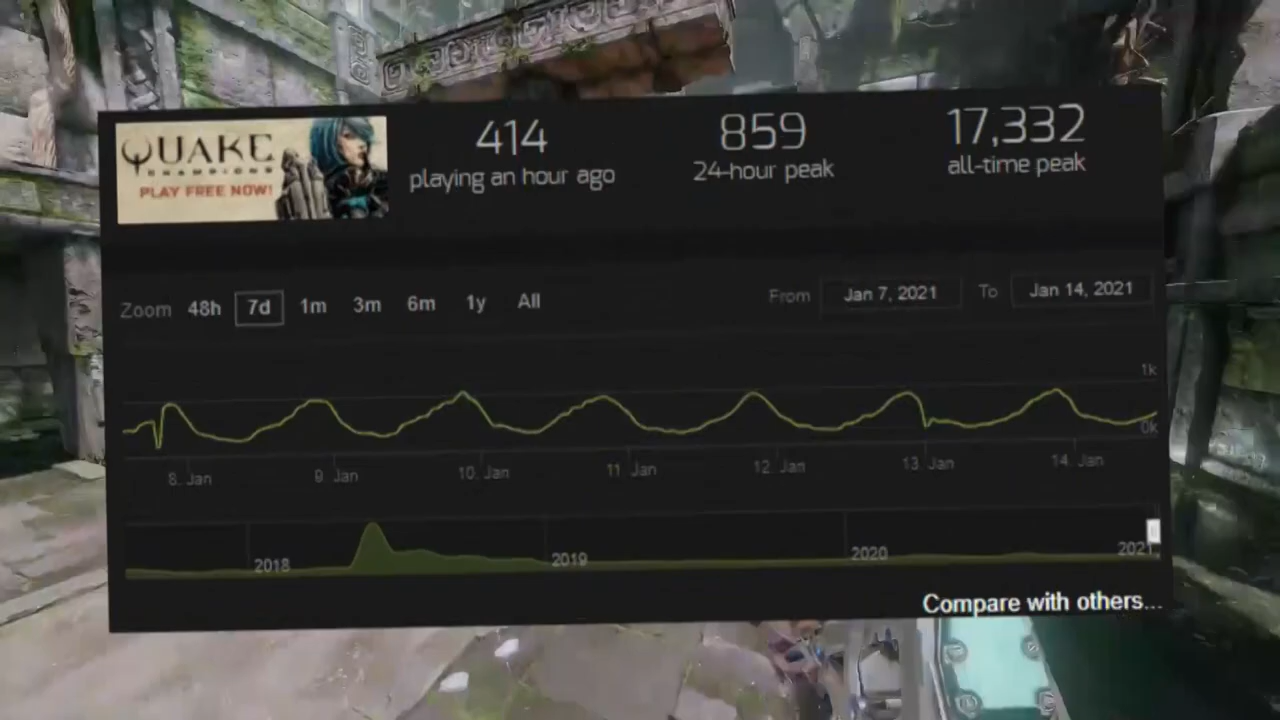 QUAKE
CHAMPIONS
PLAY FREE NOW!
414
playing an hour ago
859
24-hour peak
17,332
all-time peak
Zoom 48h 7d 1m 3m 6m 1y All
From Jan 7, 2021 To Jan 14, 2021
1k
0k
8. Jan 9. Jan 10. Jan 11. Jan 12. Jan 13. Jan 14. Jan
2018 2019 2020 2021
Compare with others...